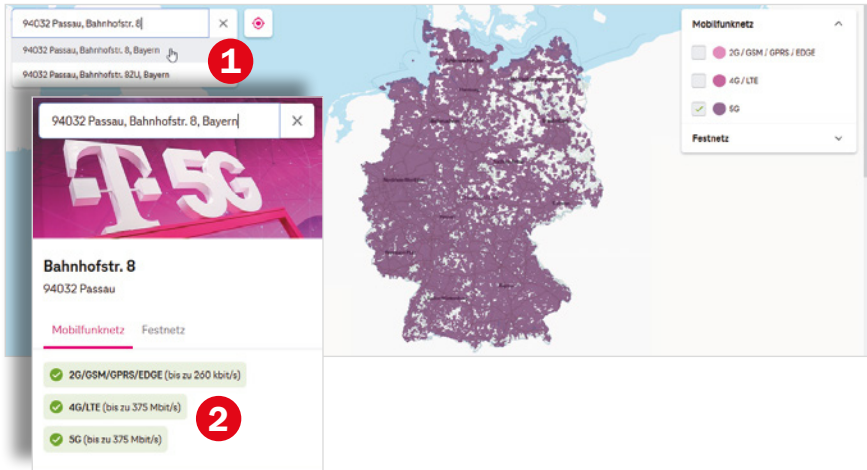 94032 Passau, Bahnhofstr. 8
94032 Passau, Bahnhofstr. 8, Bayern
94032 Passau, Bahnhofstr. 82U, Bayern
1
Mobilfunknetz
2G / GSM / GPRS / EDGE
4G / LTE
5G
Festnetz
94032 Passau, Bahnhofstr. 8, Bayern
T 5G
Bahnhofstr. 8
94032 Passau
Mobilfunknetz Festnetz
2G/GSM/GPRS/EDGE (bis zu 260 kbit/s)
4G/LTE (bis zu 375 Mbit/s)
5G (bis zu 375 Mbit/s)
2